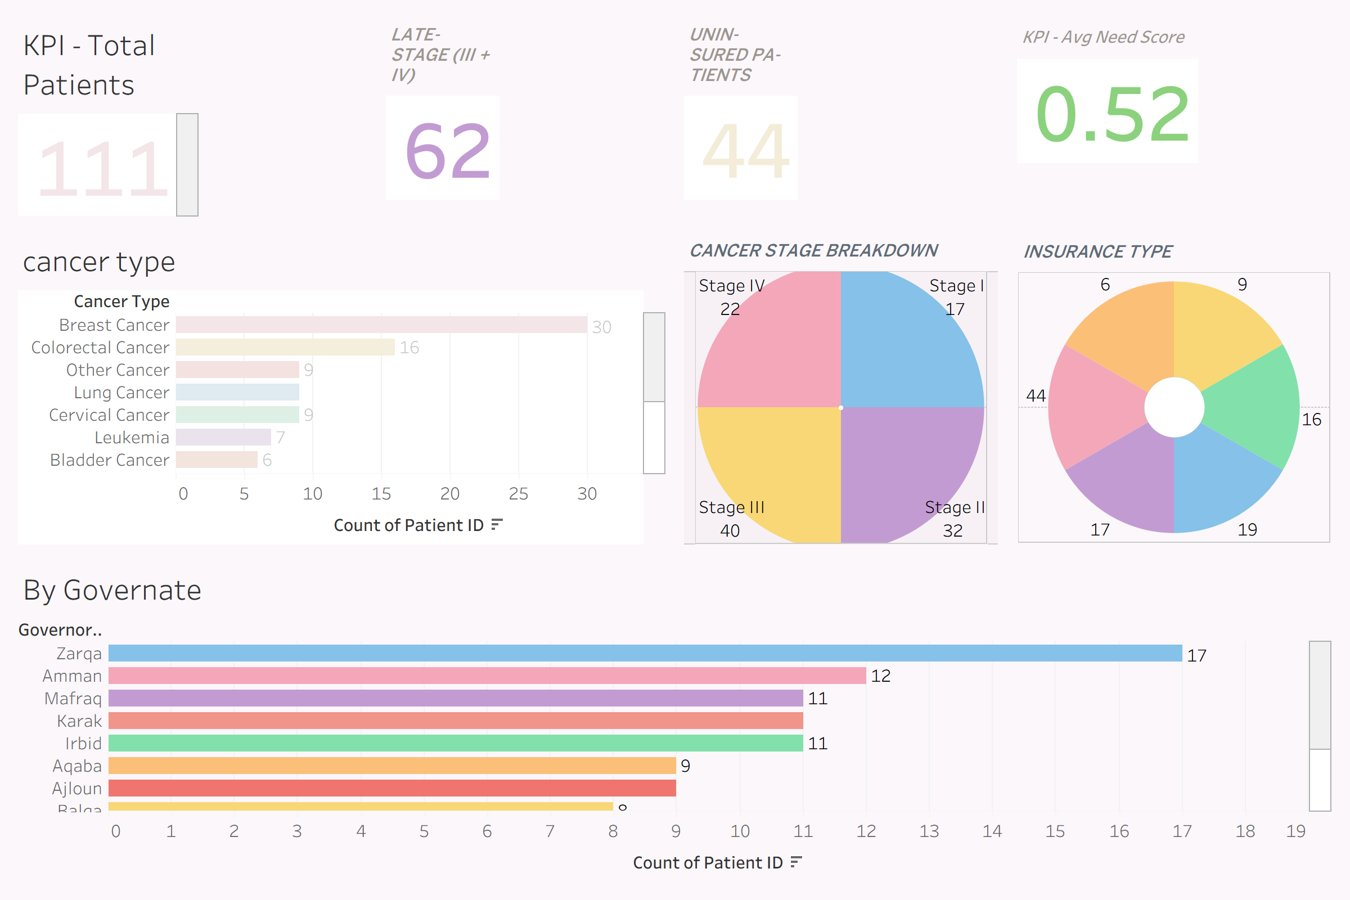 KPI - Total
Patients
111
LATE-
STAGE (III +
IV)
62
UNIN-
SURED PA-
TIENTS
44
KPI - Avg Need Score
0.52
cancer type
Cancer Type
Breast Cancer 30
Colorectal Cancer 16
Other Cancer 9
Lung Cancer
Cervical Cancer 9
Leukemia 7
Bladder Cancer 6
0 5 10 15 20 25 30
Count of Patient ID
CANCER STAGE BREAKDOWN
Stage IV
22
Stage I
17
Stage III
40
Stage II
32
INSURANCE TYPE
6 9
44
16
17 19
By Governate
Governor..
Zarqa 17
Amman 12
Mafraq 11
Karak
Irbid 11
Aqaba 9
Ajloun
Balqa 8
0 1 2 3 4 5 6 7 8 9 10 11 12 13 14 15 16 17 18 19
Count of Patient ID